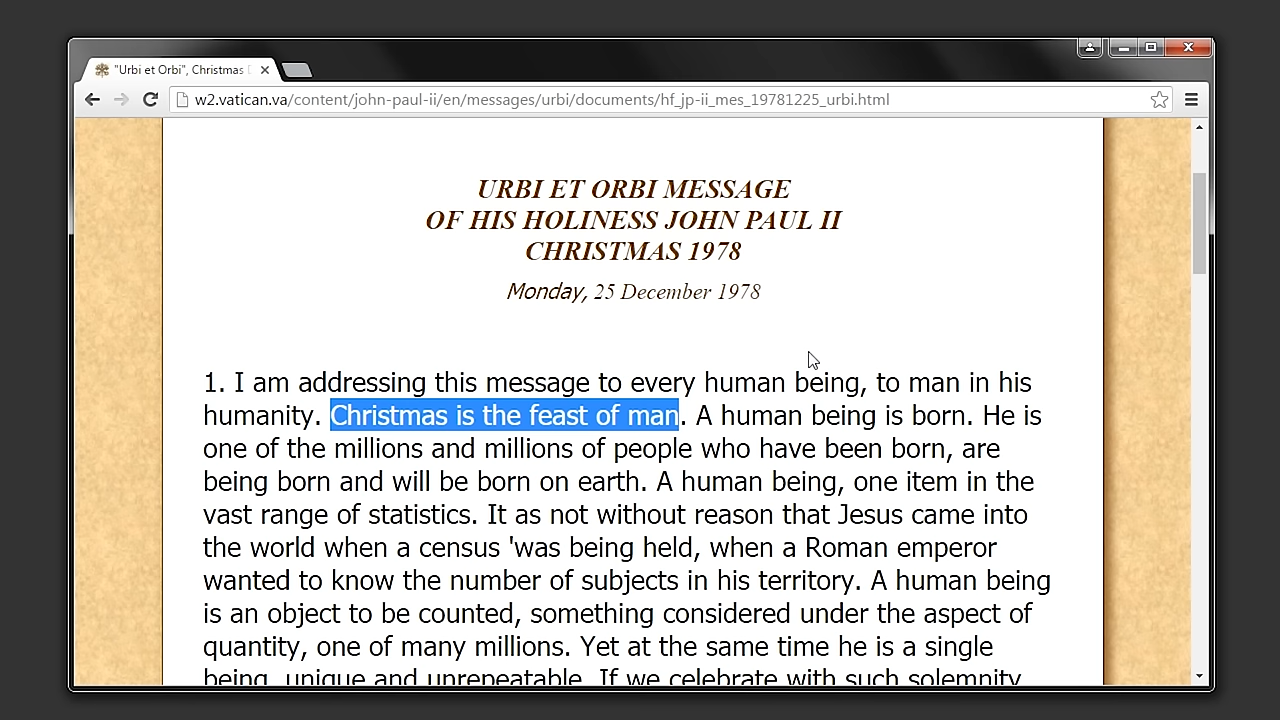 "Urbi et Orbi", Christmas
w2.vatican.va/content/john-paul-ii/en/messages/urbi/documents/hf_jp-ii_mes_19781225_urbi.html
URBI ET ORBI MESSAGE
OF HIS HOLINESS JOHN PAUL II
CHRISTMAS 1978
Monday, 25 December 1978
1. I am addressing this message to every human being, to man in his
humanity. Christmas is the feast of man. A human being is born. He is
one of the millions and millions of people who have been born, are
being born and will be born on earth. A human being, one item in the
vast range of statistics. It as not without reason that Jesus came into
the world when a census 'was being held, when a Roman emperor
wanted to know the number of subjects in his territory. A human being
is an object to be counted, something considered under the aspect of
quantity, one of many millions. Yet at the same time he is a single
being, unique and unrepeatable. If we celebrate with such solemnity